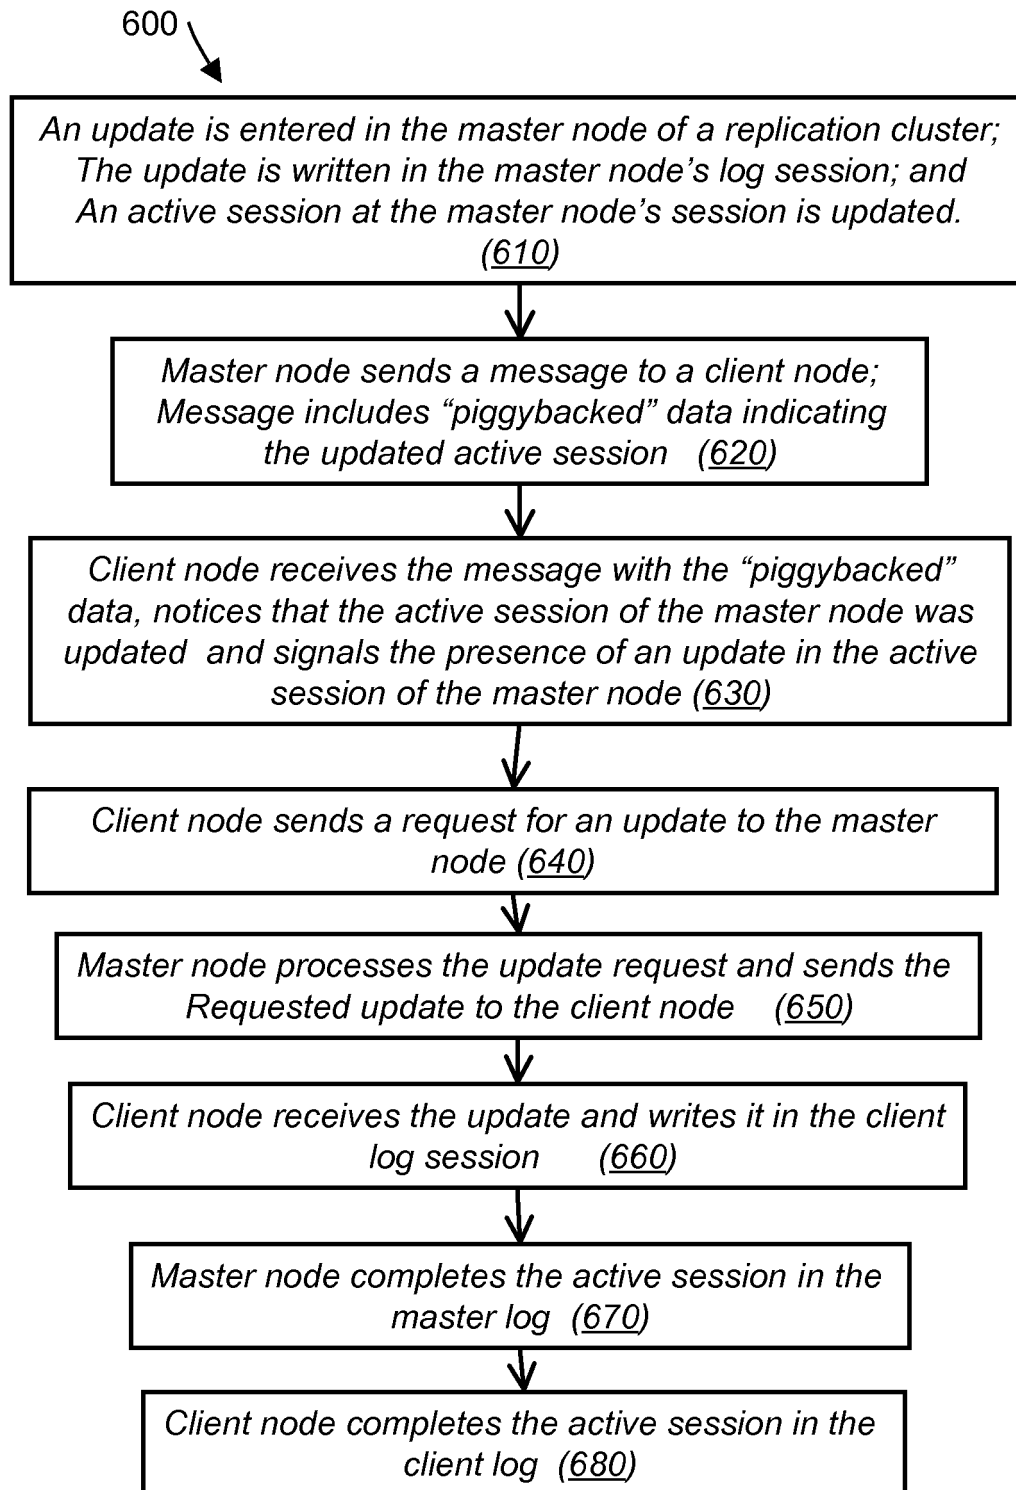 600
An update is entered in the master node of a replication cluster;
The update is written in the master node’s log session; and
An active session at the master node’s session is updated.
(610)
Master node sends a message to a client node;
Message includes “piggybacked” data indicating
the updated active session (620)
Client node receives the message with the “piggybacked”
data, notices that the active session of the master node was
updated and signals the presence of an update in the active
session of the master node (630)
Client node sends a request for an update to the master
node (640)
Master node processes the update request and sends the
Requested update to the client node (650)
Client node receives the update and writes it in the client
log session (660)
Master node completes the active session in the
master log (670)
Client node completes the active session in the
client log (680)